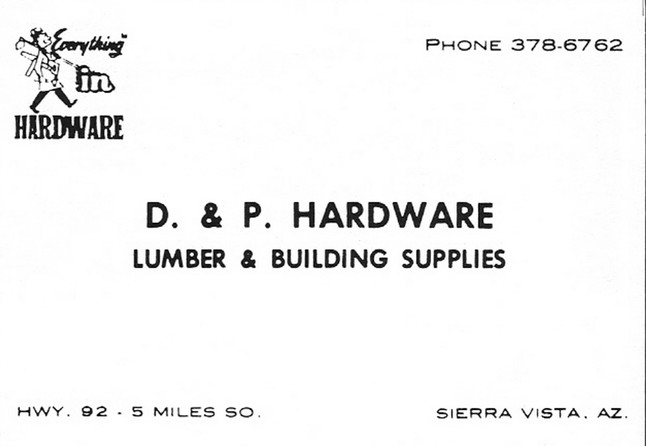 Everything"
in
HARDWARE
PHONE 378-6762
D. & P. HARDWARE
LUMBER & BUILDING SUPPLIES
HWY. 92 - 5 MILES SO.
SIERRA VISTA, AZ.